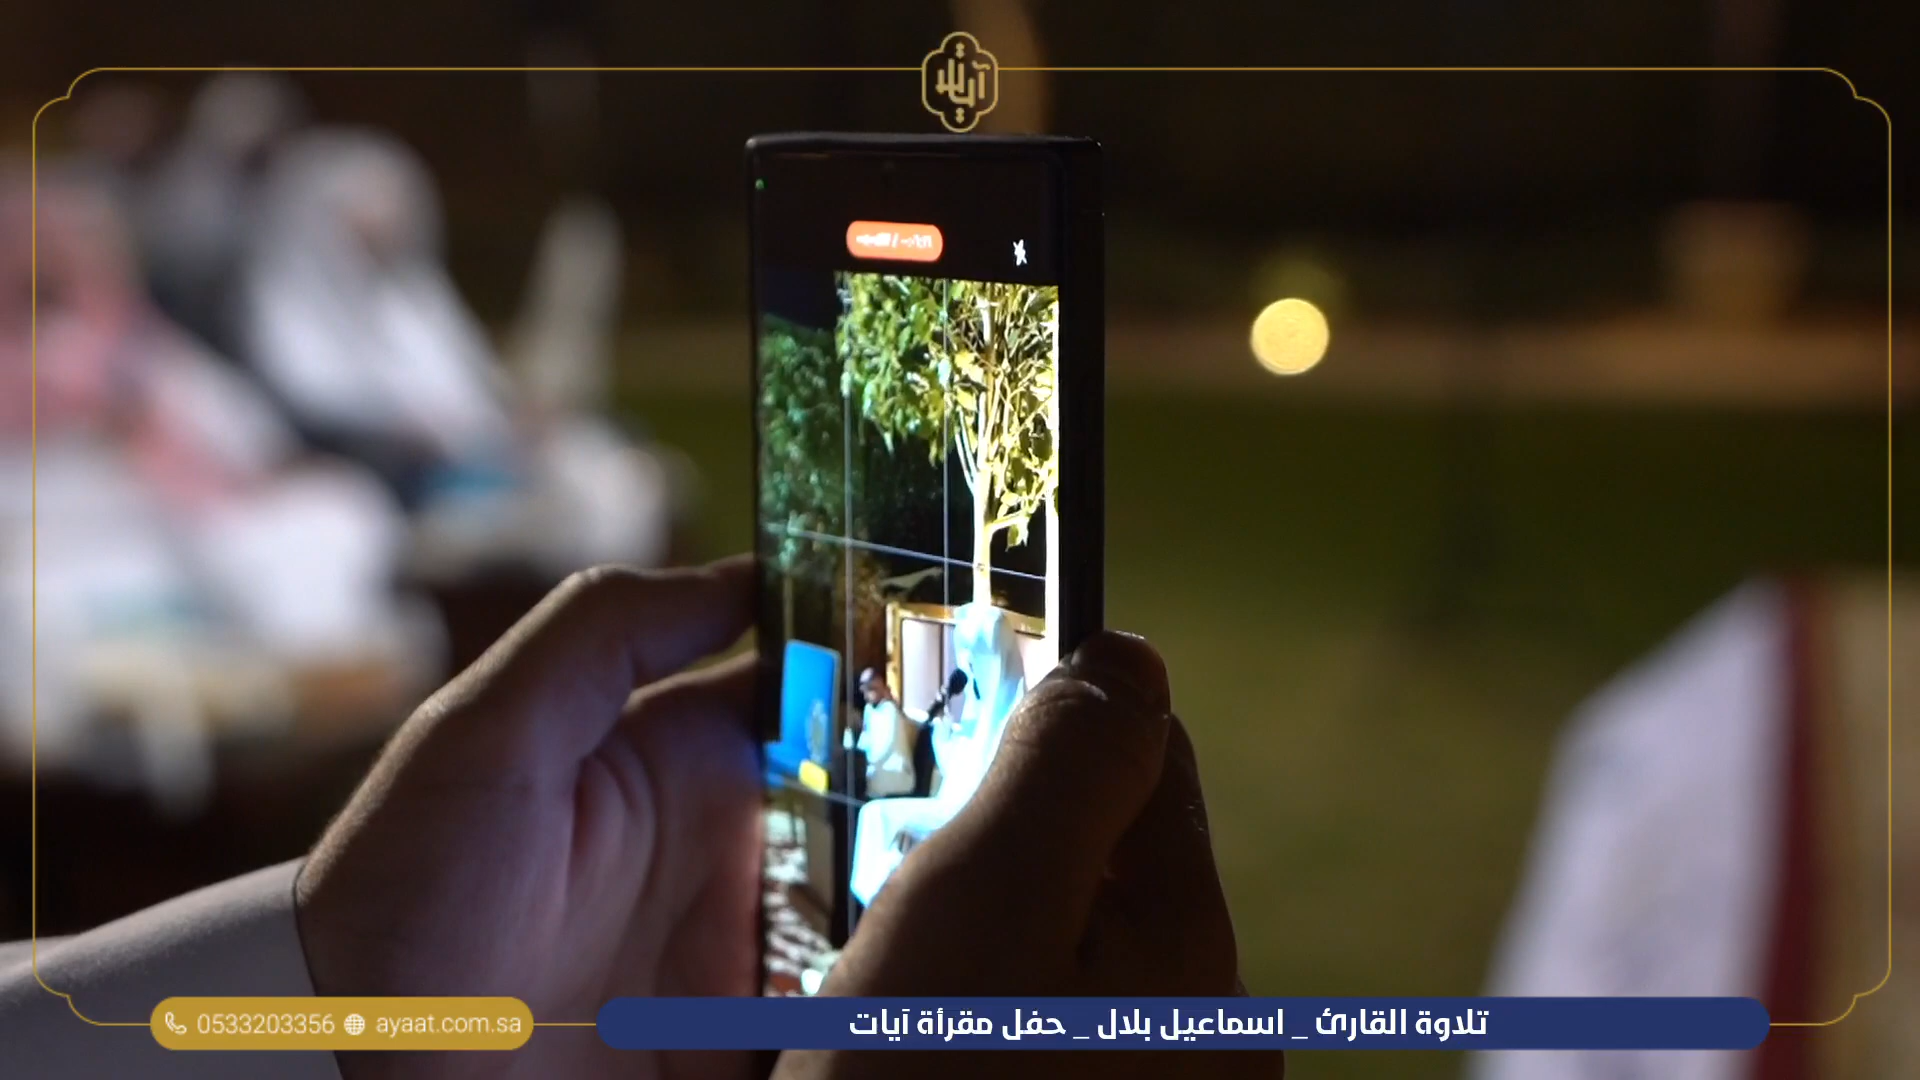 آيات
تلاوة القارئ _ اسماعيل بلال _ حفل مقرأة آيات
0533203356 ayaat.com.sa